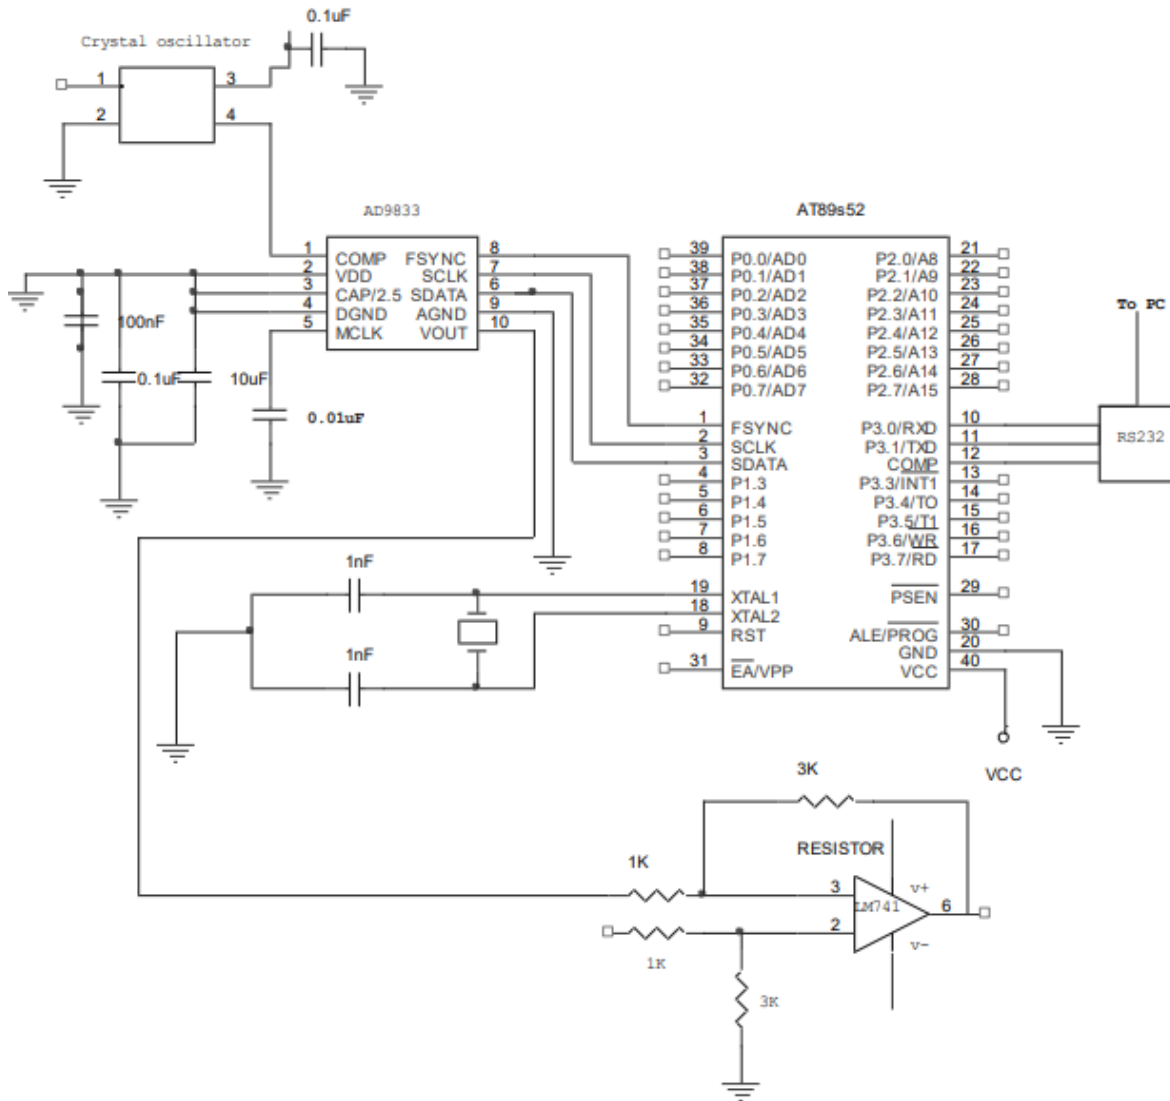 0.1uF
Crystal oscillator
1
3
2
4
AD9833
1 COMP FSYNC 8
2 VDD SCLK 7
3 CAP/2.5 SDATA 6
4 DGND AGND 9
5 MCLK VOUT 10
100nF
0.1uF
10uF
0.01uF
AT89s52
39 P0.0/AD0 P2.0/A8 21
38 P0.1/AD1 P2.1/A9 22
37 P0.2/AD2 P2.2/A10 23
36 P0.3/AD3 P2.3/A11 24
35 P0.4/AD4 P2.4/A12 25
34 P0.5/AD5 P2.5/A13 26
33 P0.6/AD6 P2.6/A14 27
32 P0.7/AD7 P2.7/A15 28
1 FSYNC P3.0/RXD 10
2 SCLK P3.1/TXD 11
3 SDATA COMP 12
4 P1.3 P3.3/INT1 13
5 P1.4 P3.4/TO 14
6 P1.5 P3.5/T1 15
7 P1.6 P3.6/WR 16
8 P1.7 P3.7/RD 17
19 XTAL1 PSEN 29
18 XTAL2
9 RST ALE/PROG 30
GND 20
31 EA/VPP VCC 40
To PC
RS232
1nF
1nF
VCC
3K
RESISTOR
1K
3
v+
LM741
6
2
v-
1K
3K